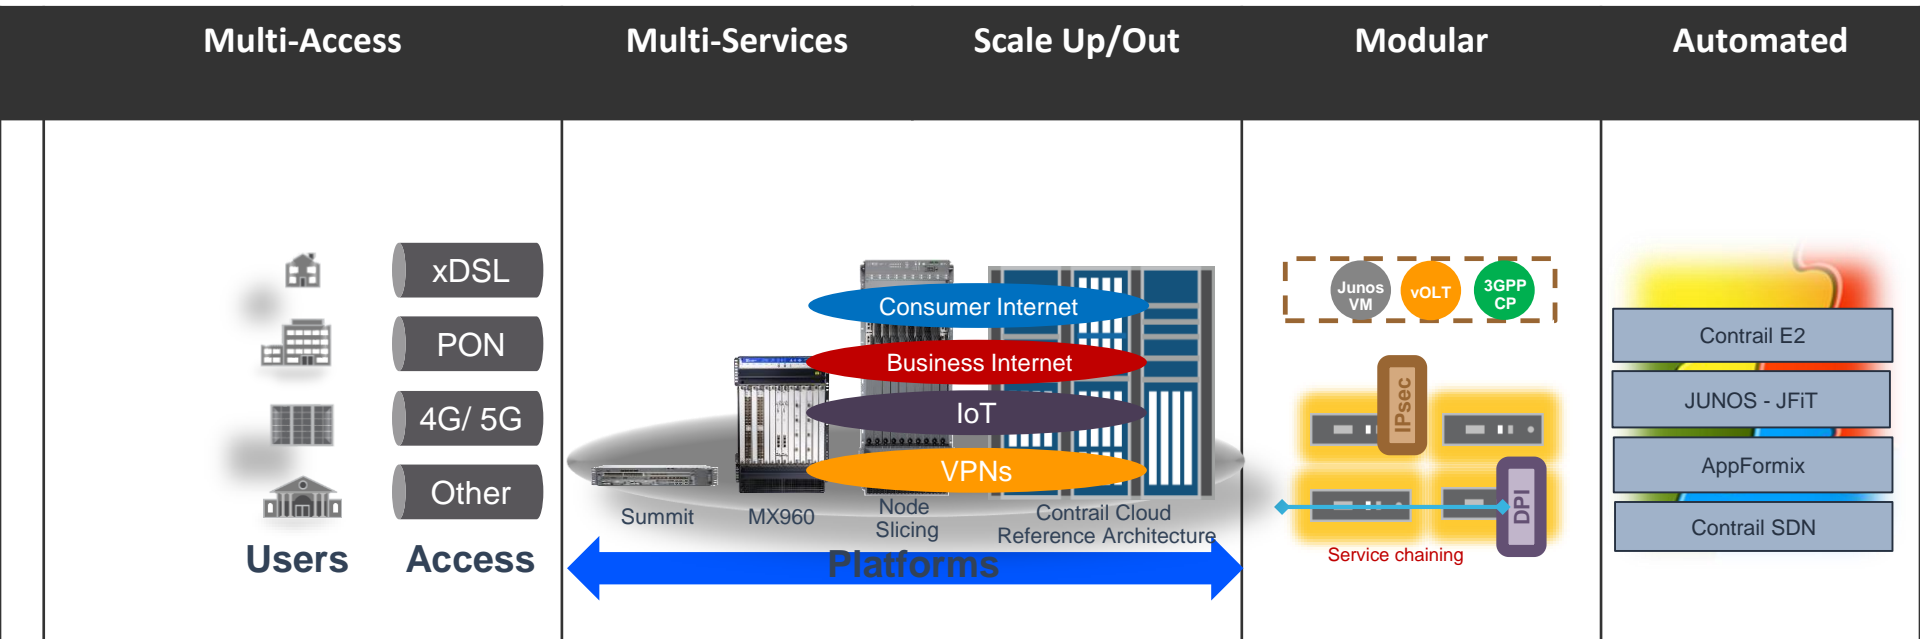 Multi-Access
Multi-Services
Scale Up/Out
Modular
Automated
xDSL
PON
4G/ 5G
Other
Users
Access
Consumer Internet
Business Internet
IoT
VPNs
Summit
MX960
Node
Slicing
Contrail Cloud
Reference Architecture
Platforms
Junos
VM
vOLT
3GPP
CP
IPsec
DPI
Service chaining
Contrail E2
JUNOS - JFiT
AppFormix
Contrail SDN